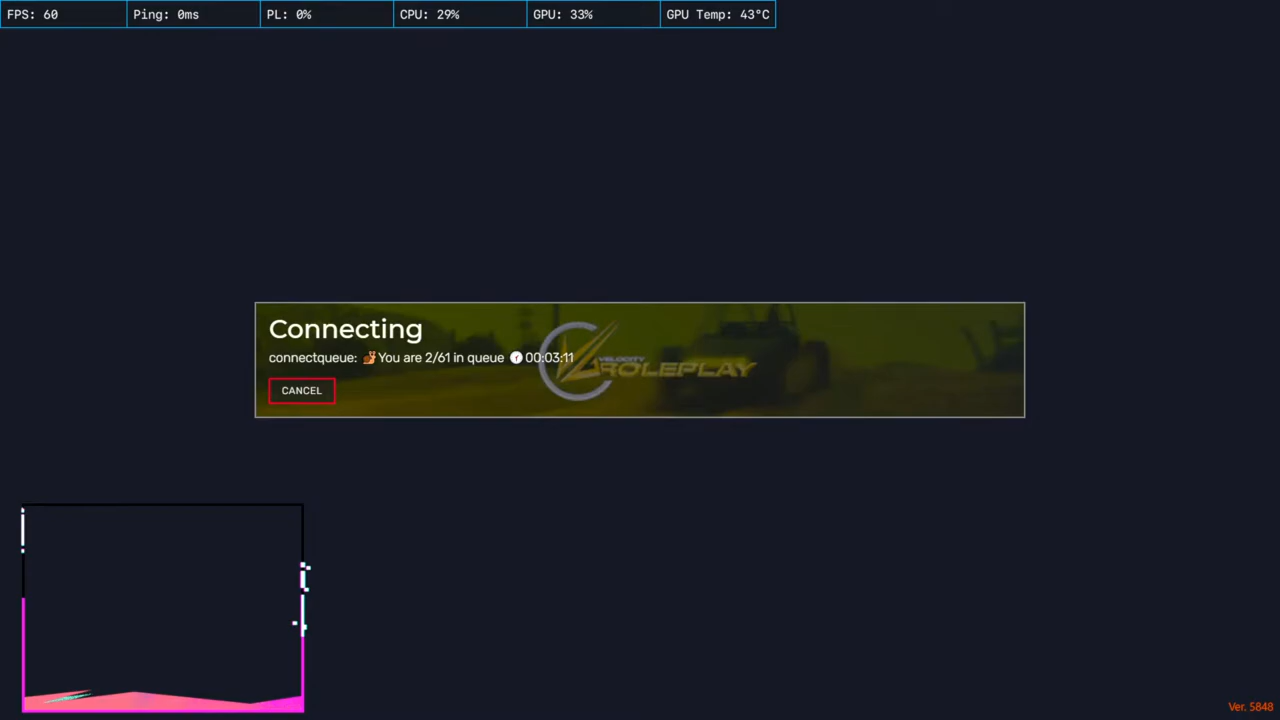 FPS: 60 Ping: 0ms PL: 0% CPU: 29% GPU: 33% GPU Temp: 43°C
Connecting
connectqueue: 🐌You are 2/61 in queue 🕜00:03:11
VELOCITY
ROLEPLAY
CANCEL
Ver. 5848